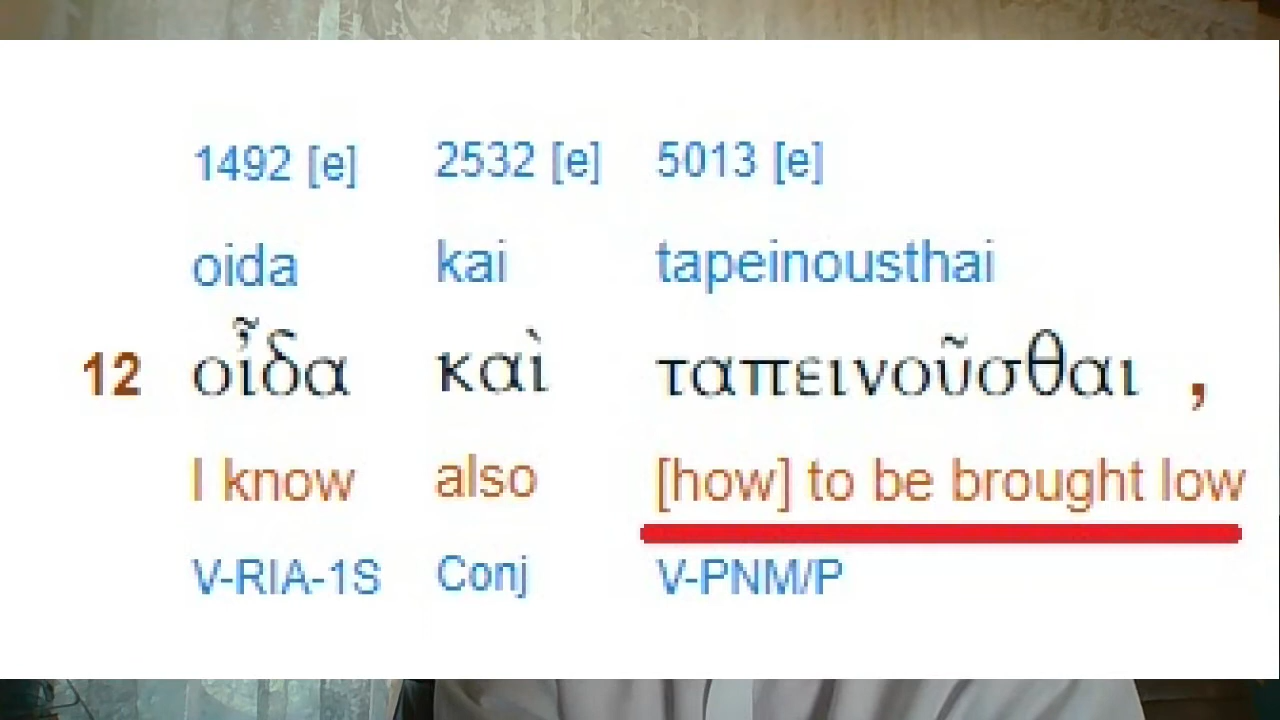 1492 [e] 2532 [e] 5013 [e]
oida kai tapeinousthai
12 οἶδα καὶ ταπεινοῦσθαι ,
I know also [how] to be brought low
V-RIA-1S Conj V-PNM/P